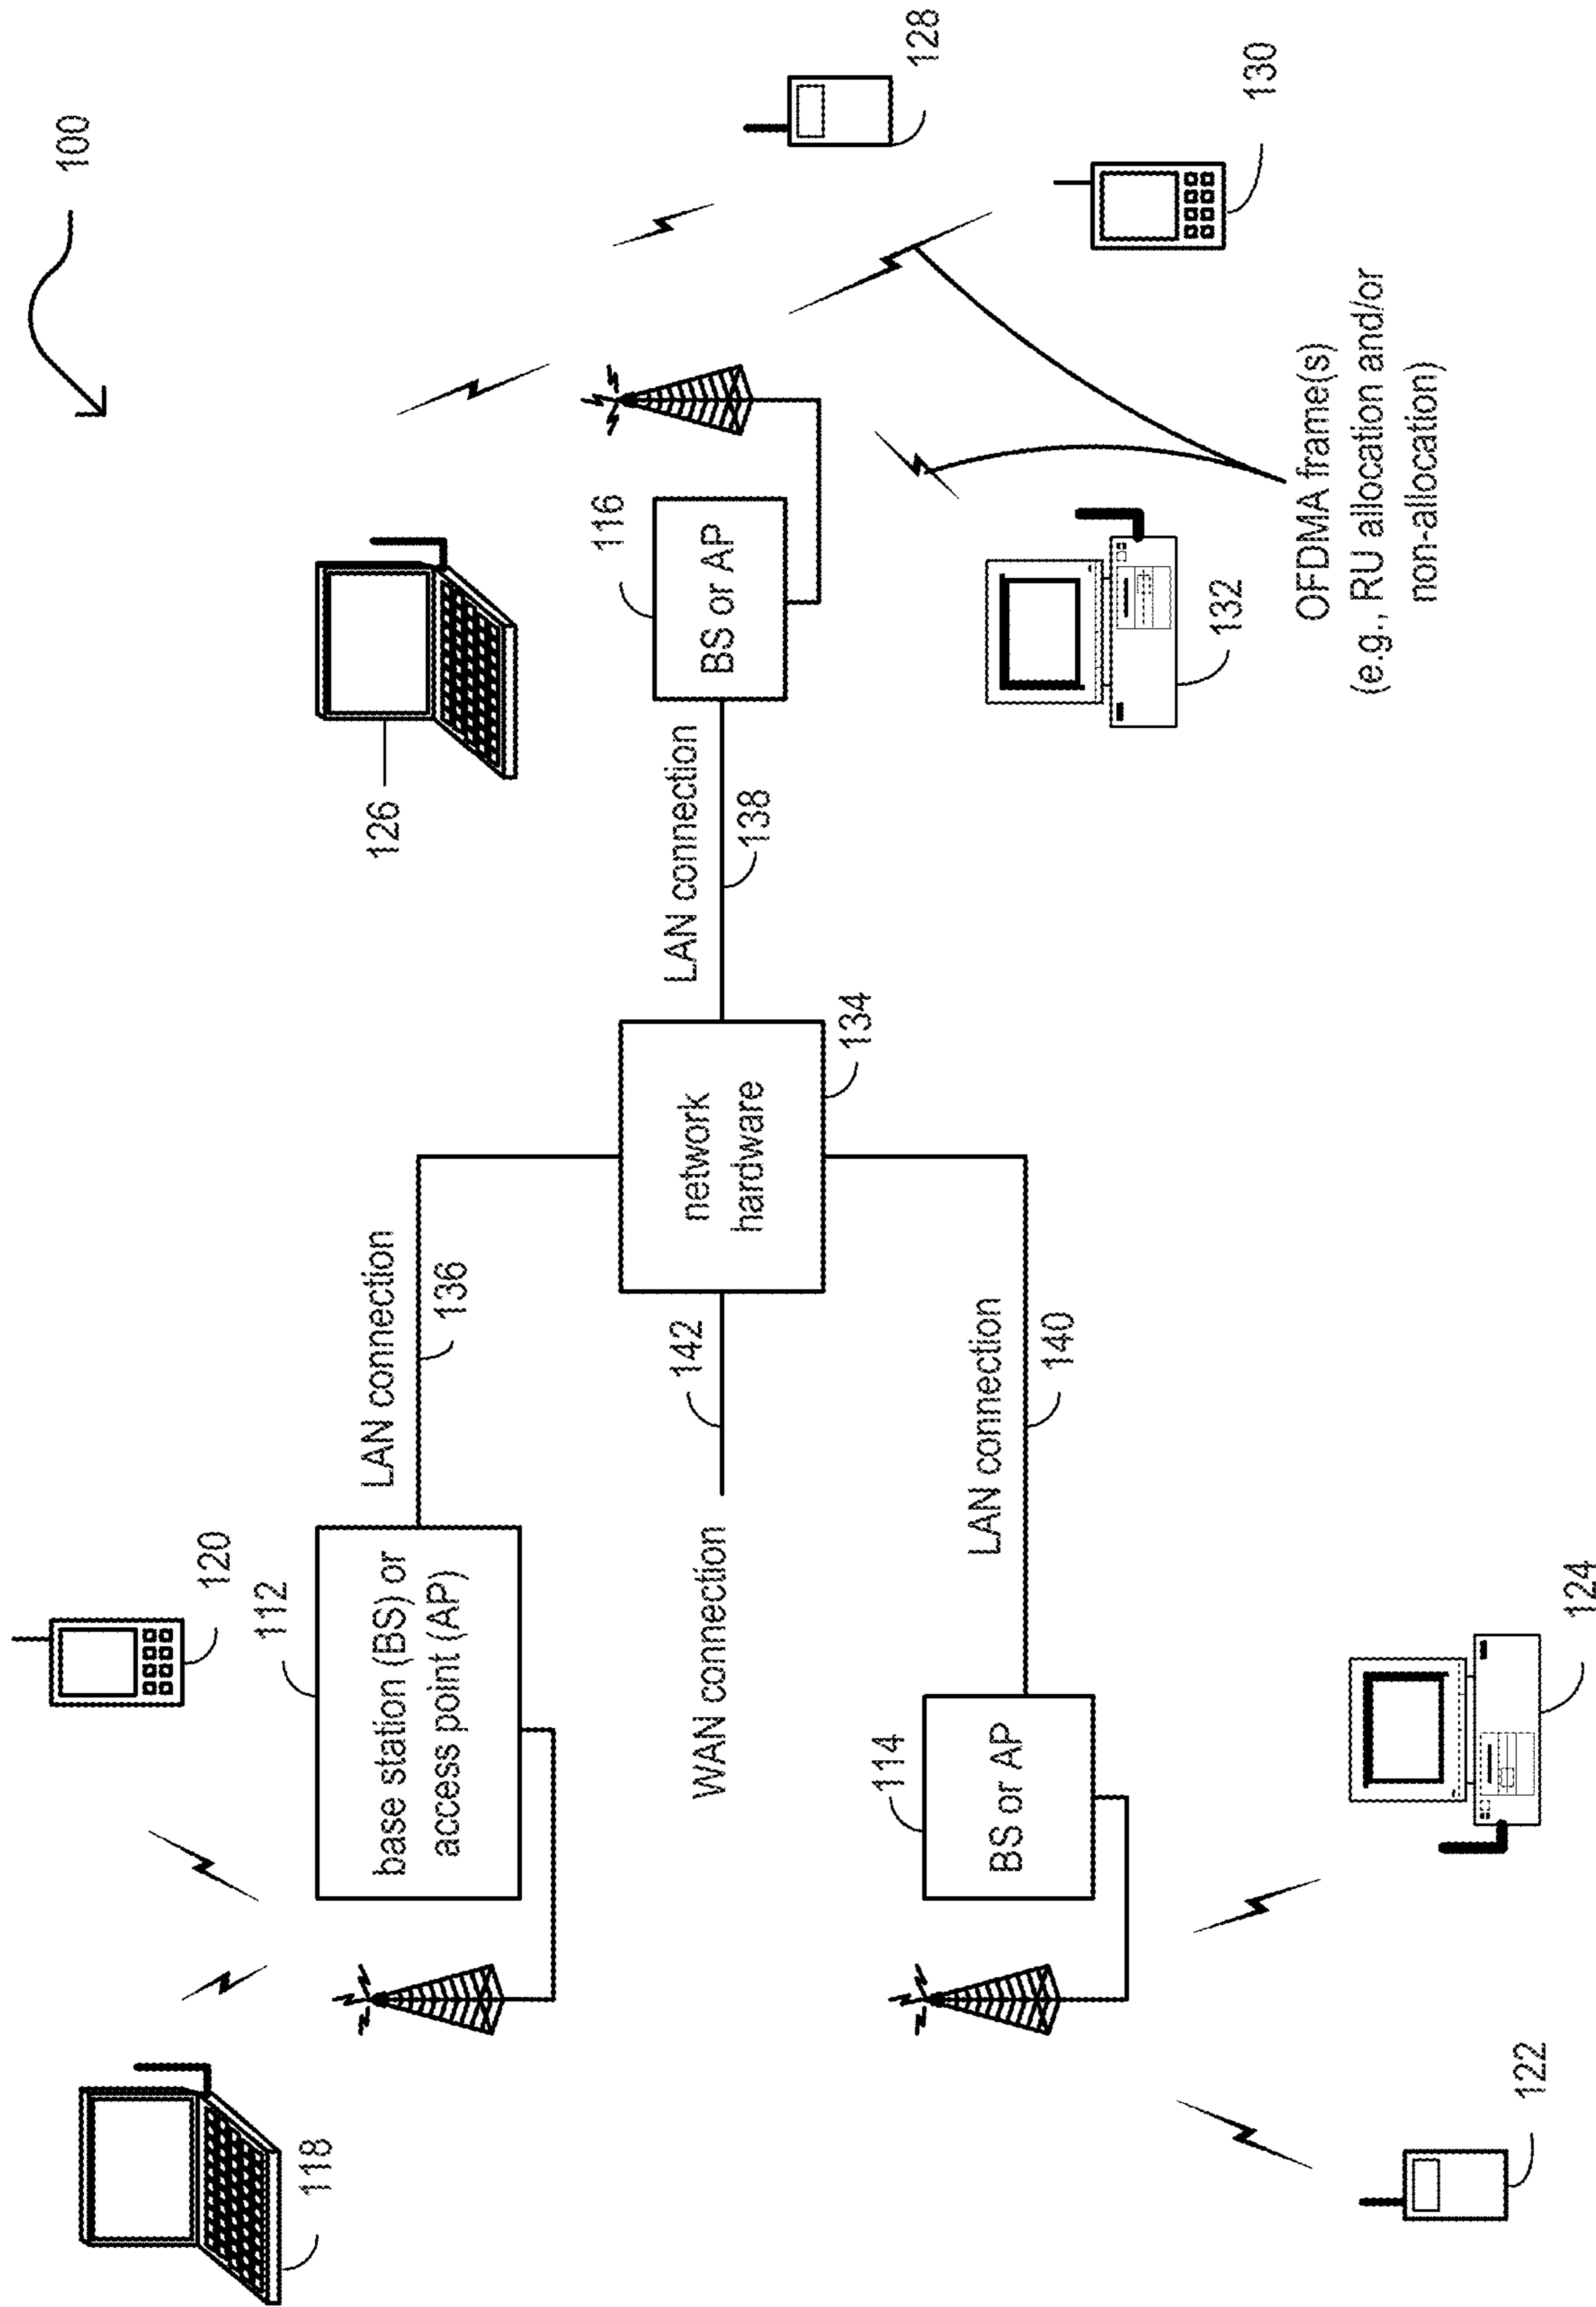 100
120
112
base station (BS) or
access point (AP)
118
LAN connection
136
126
116
BS or AP
128
LAN connection
138
network
hardware
134
142
WAN connection
130
132
OFDMA frame(s)
(e.g., RU allocation and/or
non-allocation)
LAN connection
140
114
BS or AP
124
122